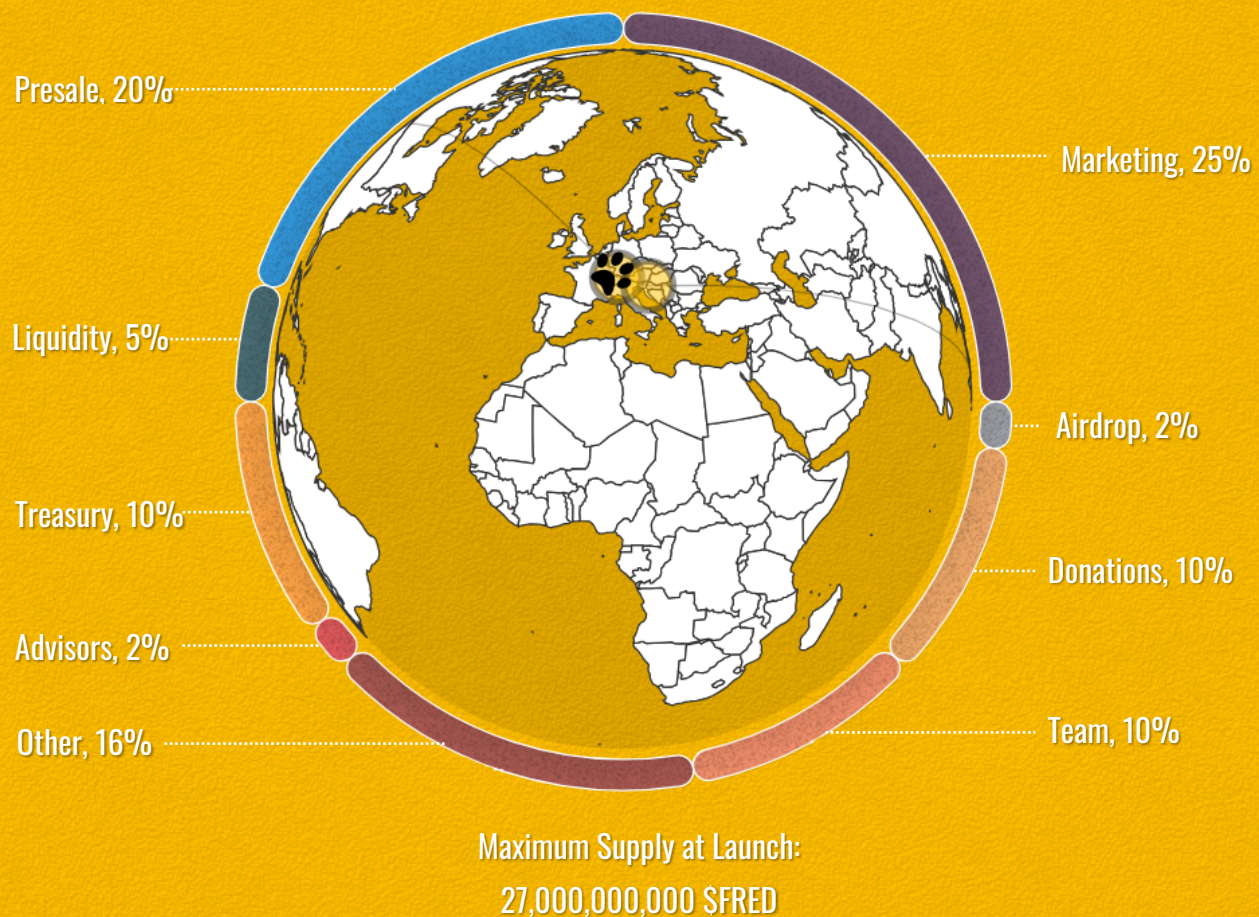 Presale, 20%
Marketing, 25%
Liquidity, 5%
Airdrop, 2%
Treasury, 10%
Donations, 10%
Advisors, 2%
Other, 16%
Team, 10%
Maximum Supply at Launch:
27,000,000,000 $FRED